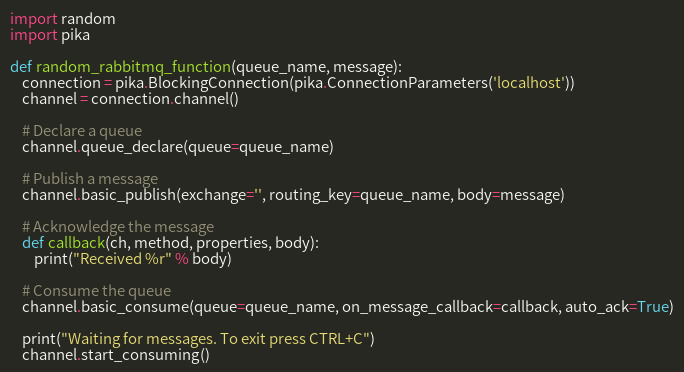 import random
import pika

def random_rabbitmq_function(queue_name, message):
    connection = pika.BlockingConnection(pika.ConnectionParameters('localhost'))
    channel = connection.channel()

    # Declare a queue
    channel.queue_declare(queue=queue_name)

    # Publish a message
    channel.basic_publish(exchange='', routing_key=queue_name, body=message)

    # Acknowledge the message
    def callback(ch, method, properties, body):
        print("Received %r" % body)

    # Consume the queue
    channel.basic_consume(queue=queue_name, on_message_callback=callback, auto_ack=True)

    print("Waiting for messages. To exit press CTRL+C")
    channel.start_consuming()